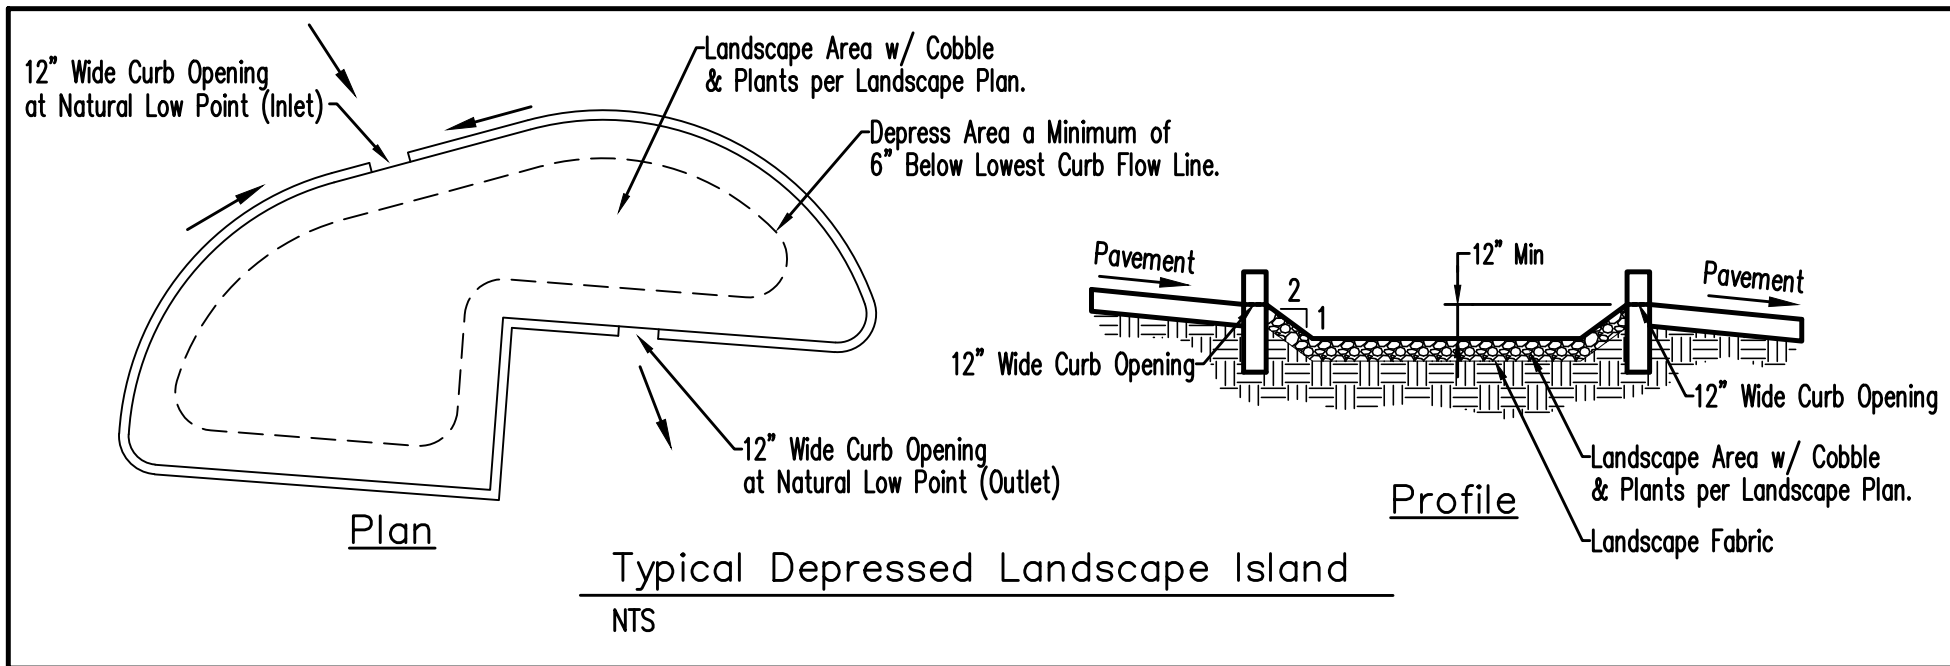 12" Wide Curb Opening
at Natural Low Point (Inlet)
Landscape Area w/ Cobble
& Plants per Landscape Plan.
Depress Area a Minimum of
6" Below Lowest Curb Flow Line.
12" Wide Curb Opening
at Natural Low Point (Outlet)
Plan
Pavement
2
1
12" Min
Pavement
12" Wide Curb Opening
12" Wide Curb Opening
Landscape Area w/ Cobble
& Plants per Landscape Plan.
Landscape Fabric
Profile
Typical Depressed Landscape Island
NTS